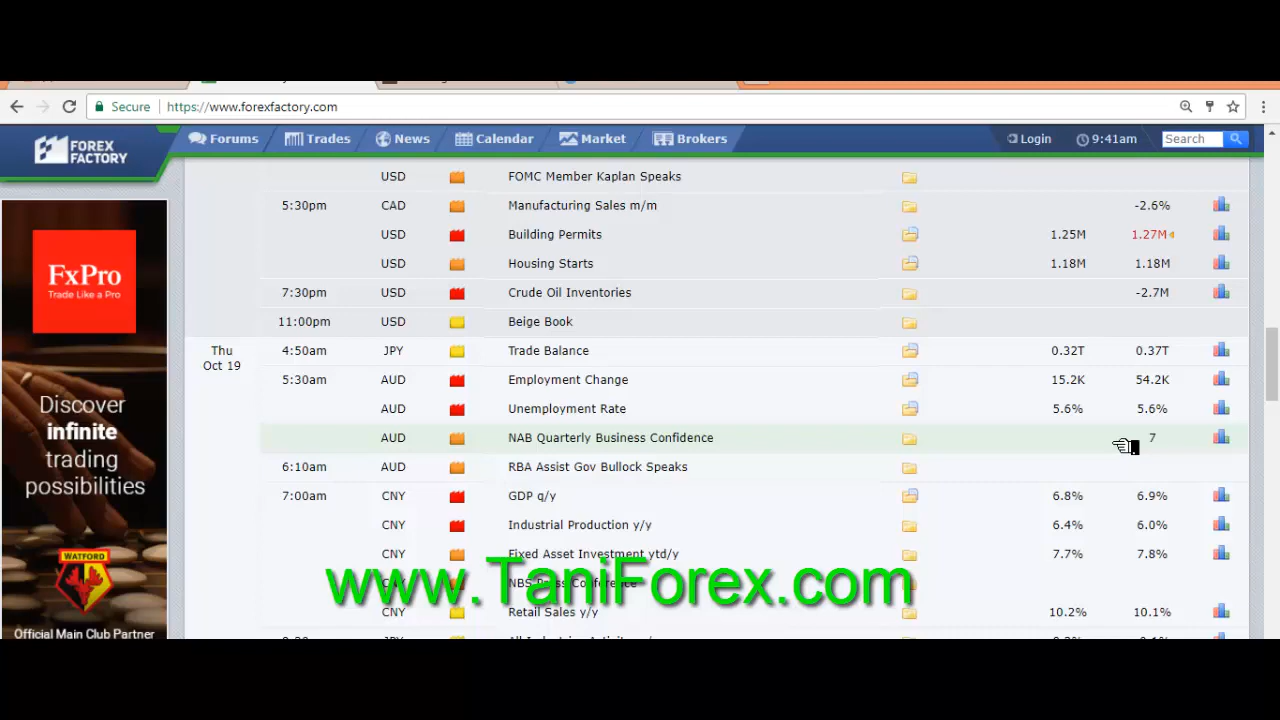 Secure https://www.forexfactory.com
FOREX FACTORY Forums Trades News Calendar Market Brokers Login 9:41am Search
USD FOMC Member Kaplan Speaks
5:30pm CAD Manufacturing Sales m/m -2.6%
USD Building Permits 1.25M 1.27M
USD Housing Starts 1.18M 1.18M
7:30pm USD Crude Oil Inventories -2.7M
11:00pm USD Beige Book
Thu Oct 19 4:50am JPY Trade Balance 0.32T 0.37T
5:30am AUD Employment Change 15.2K 54.2K
AUD Unemployment Rate 5.6% 5.6%
AUD NAB Quarterly Business Confidence 7
6:10am AUD RBA Assist Gov Bullock Speaks
7:00am CNY GDP q/y 6.8% 6.9%
CNY Industrial Production y/y 6.4% 6.0%
CNY Fixed Asset Investment ytd/y 7.7% 7.8%
CNY NBS Press Conference
CNY Retail Sales y/y 10.2% 10.1%
www.TaniForex.com
FxPro
Trade Like a Pro
Discover
infinite
trading
possibilities
WATFORD
Official Main Club Partner